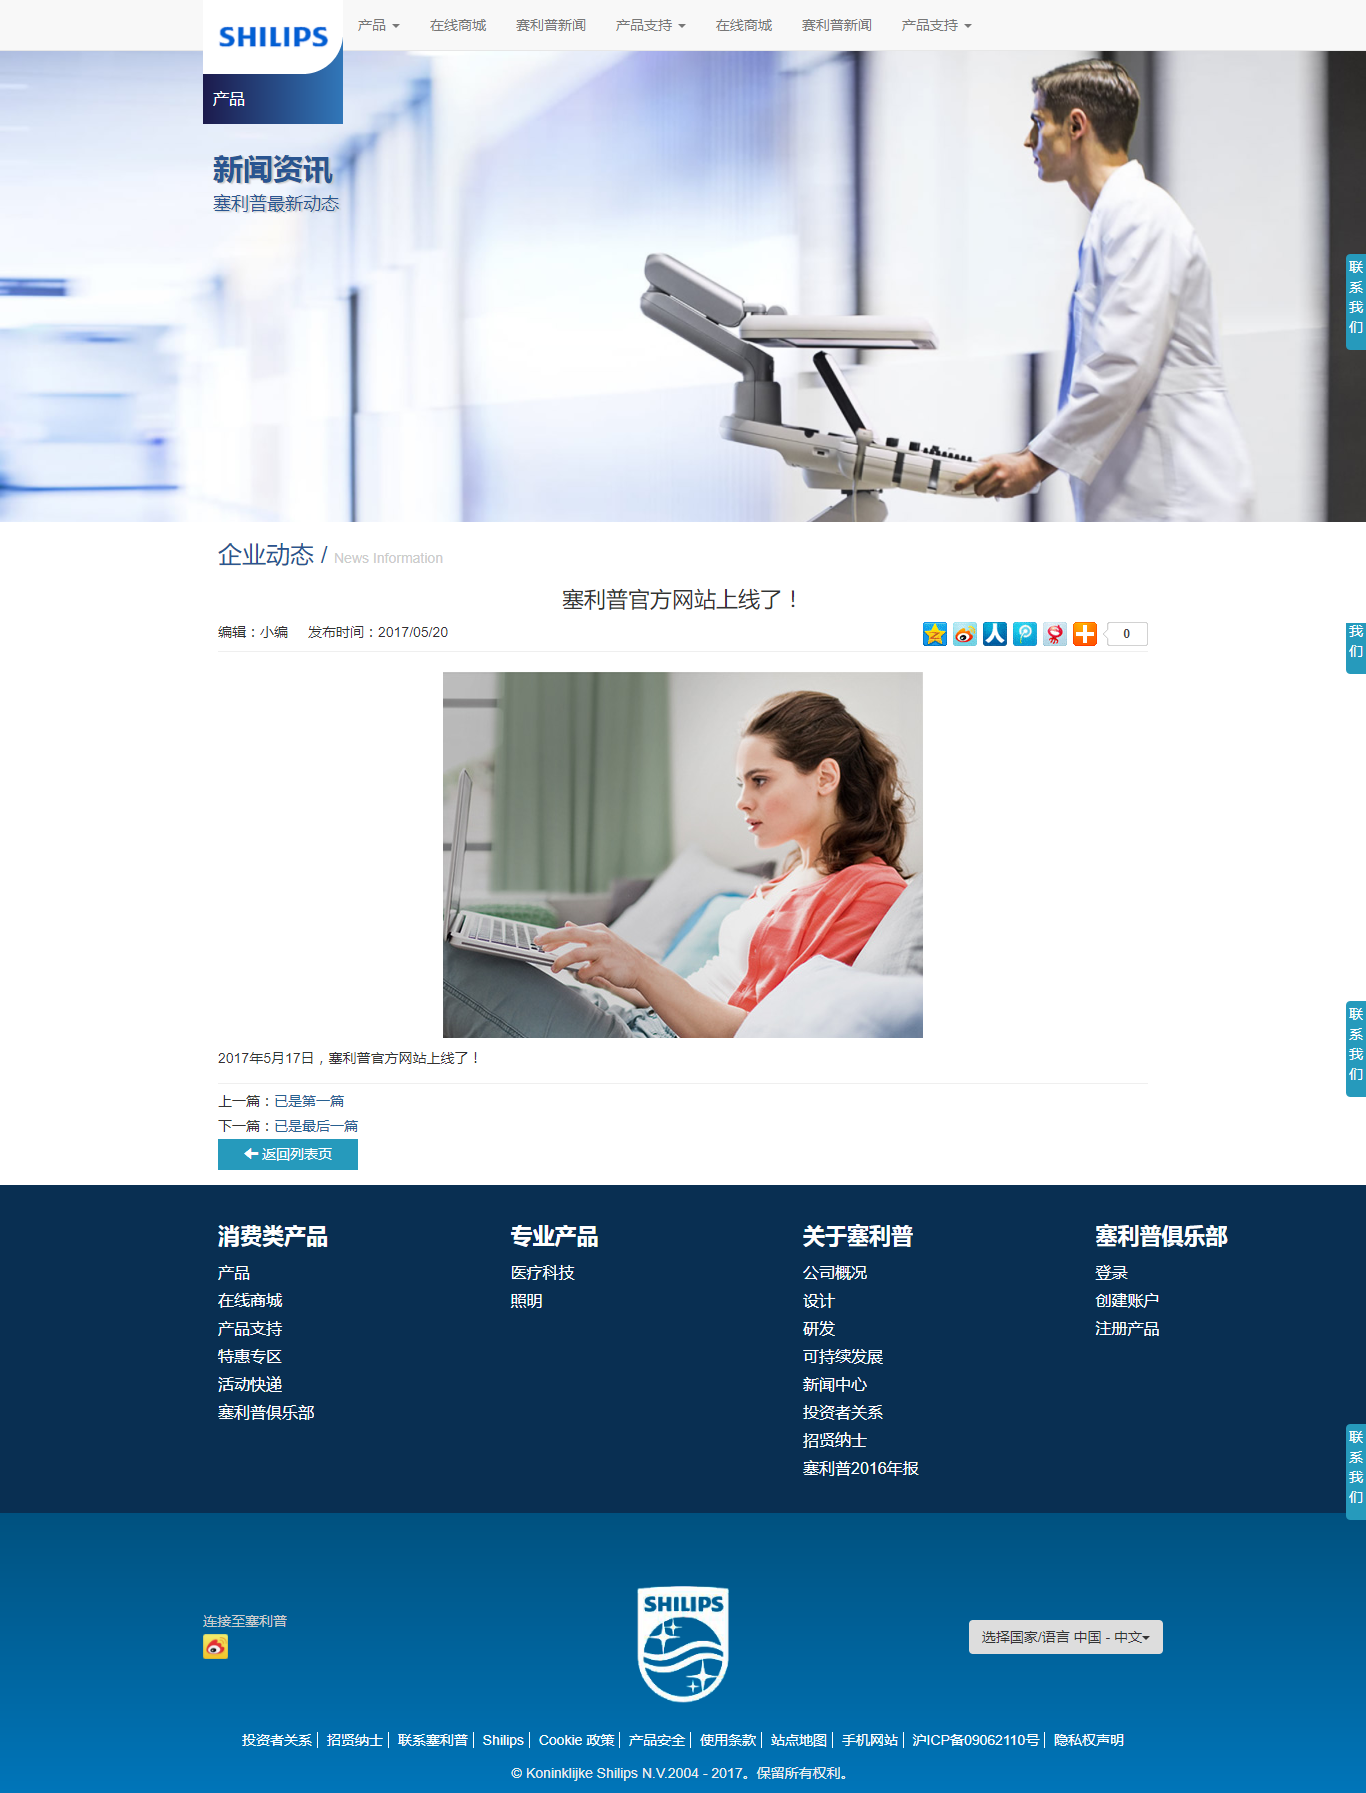 SHILIPS
产品 在线商城 赛利普新闻 产品支持 在线商城 赛利普新闻 产品支持
产品
新闻资讯
塞利普最新动态
联系我们
企业动态 / News Information
塞利普官方网站上线了！
编辑：小编 发布时间：2017/05/20
0
我们
2017年5月17日，塞利普官方网站上线了！
联系我们
上一篇：已是第一篇
下一篇：已是最后一篇
返回列表页
消费类产品
产品
在线商城
产品支持
特惠专区
活动快递
塞利普俱乐部
专业产品
医疗科技
照明
关于塞利普
公司概况
设计
研发
可持续发展
新闻中心
投资者关系
招贤纳士
塞利普2016年报
塞利普俱乐部
登录
创建账户
注册产品
联系我们
连接至塞利普
SHILIPS
选择国家/语言 中国 - 中文
投资者关系 | 招贤纳士 | 联系塞利普 | Shilips | Cookie 政策 | 产品安全 | 使用条款 | 站点地图 | 手机网站 | 沪ICP备09062110号 | 隐私权声明
© Koninklijke Shilips N.V.2004 - 2017。保留所有权利。